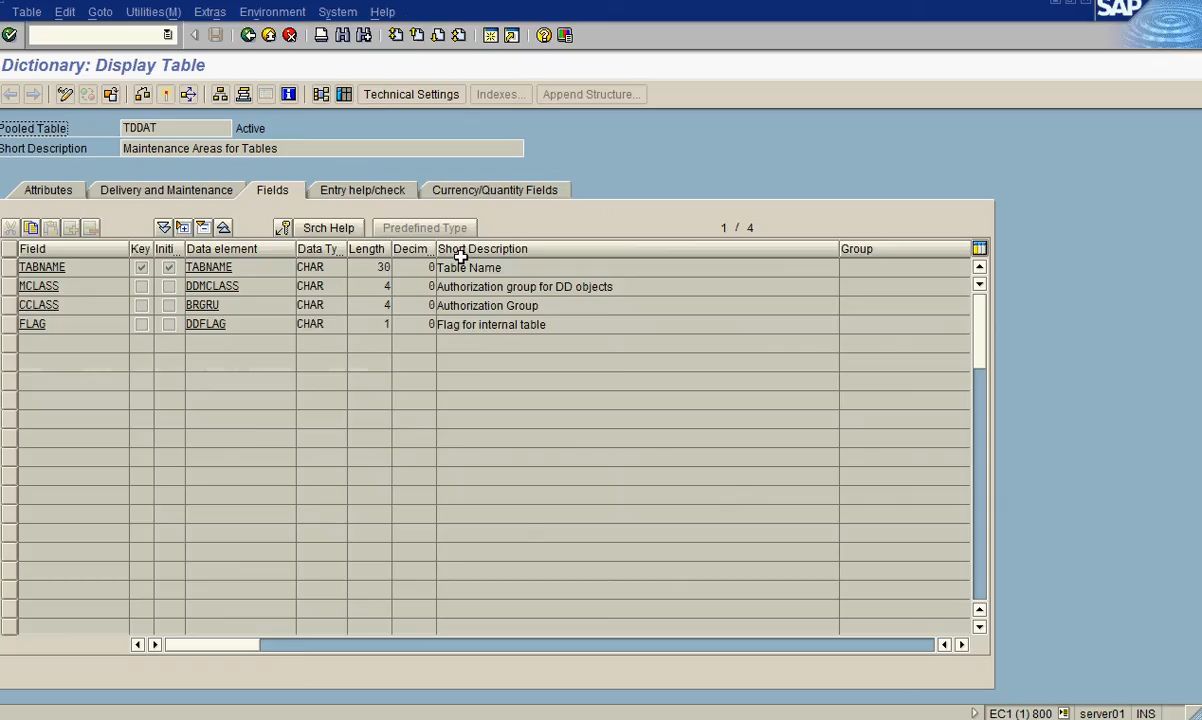 Table Edit Goto Utilities(M) Extras Environment System Help
SAP
Dictionary: Display Table
Technical Settings Indexes... Append Structure...
Pooled Table TDDAT Active
Short Description Maintenance Areas for Tables
Attributes Delivery and Maintenance Fields Entry help/check Currency/Quantity Fields
Srch Help Predefined Type 1 / 4
Field Key Initi... Data element Data Ty... Length Decim... Short Description Group
TABNAME TABNAME CHAR 30 0 Table Name
MCLASS DDMCLASS CHAR 4 0 Authorization group for DD objects
CCLASS BRGRU CHAR 4 0 Authorization Group
FLAG DDFLAG CHAR 1 0 Flag for internal table
EC1 (1) 800 server01 INS